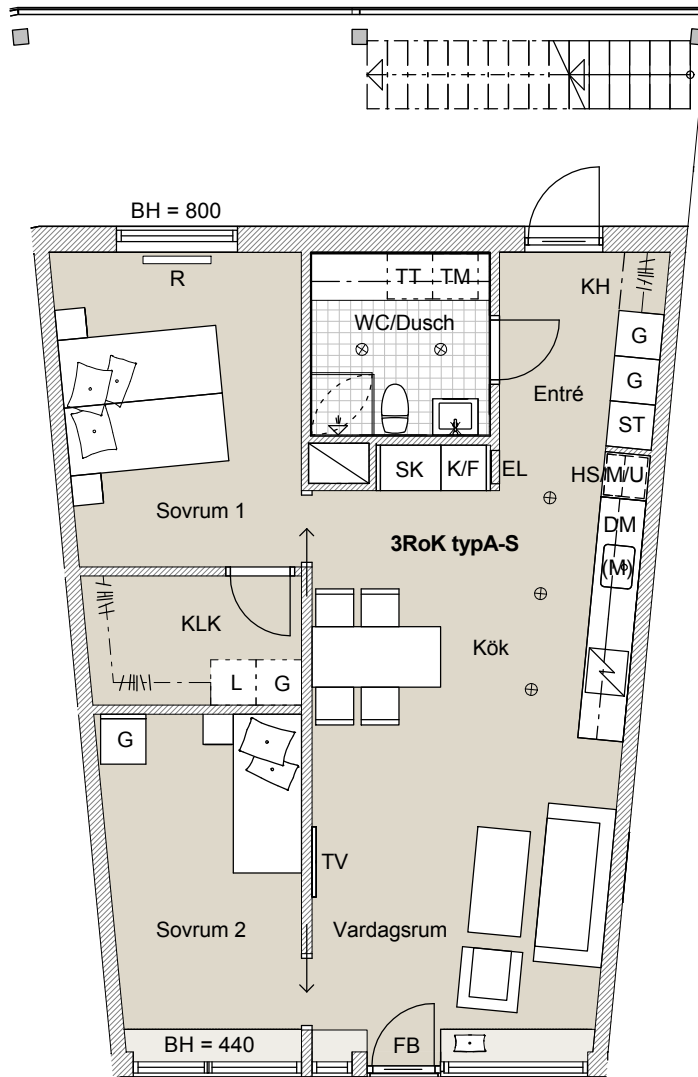 BH = 800
R
TT TM
KH
WC/Dusch
G
G
Entré
ST
SK K/F EL
HS/M/U
Sovrum 1
DM
3RoK typA-S
(M)
KLK
Kök
L G
G
TV
Sovrum 2
Vardagsrum
BH = 440
FB